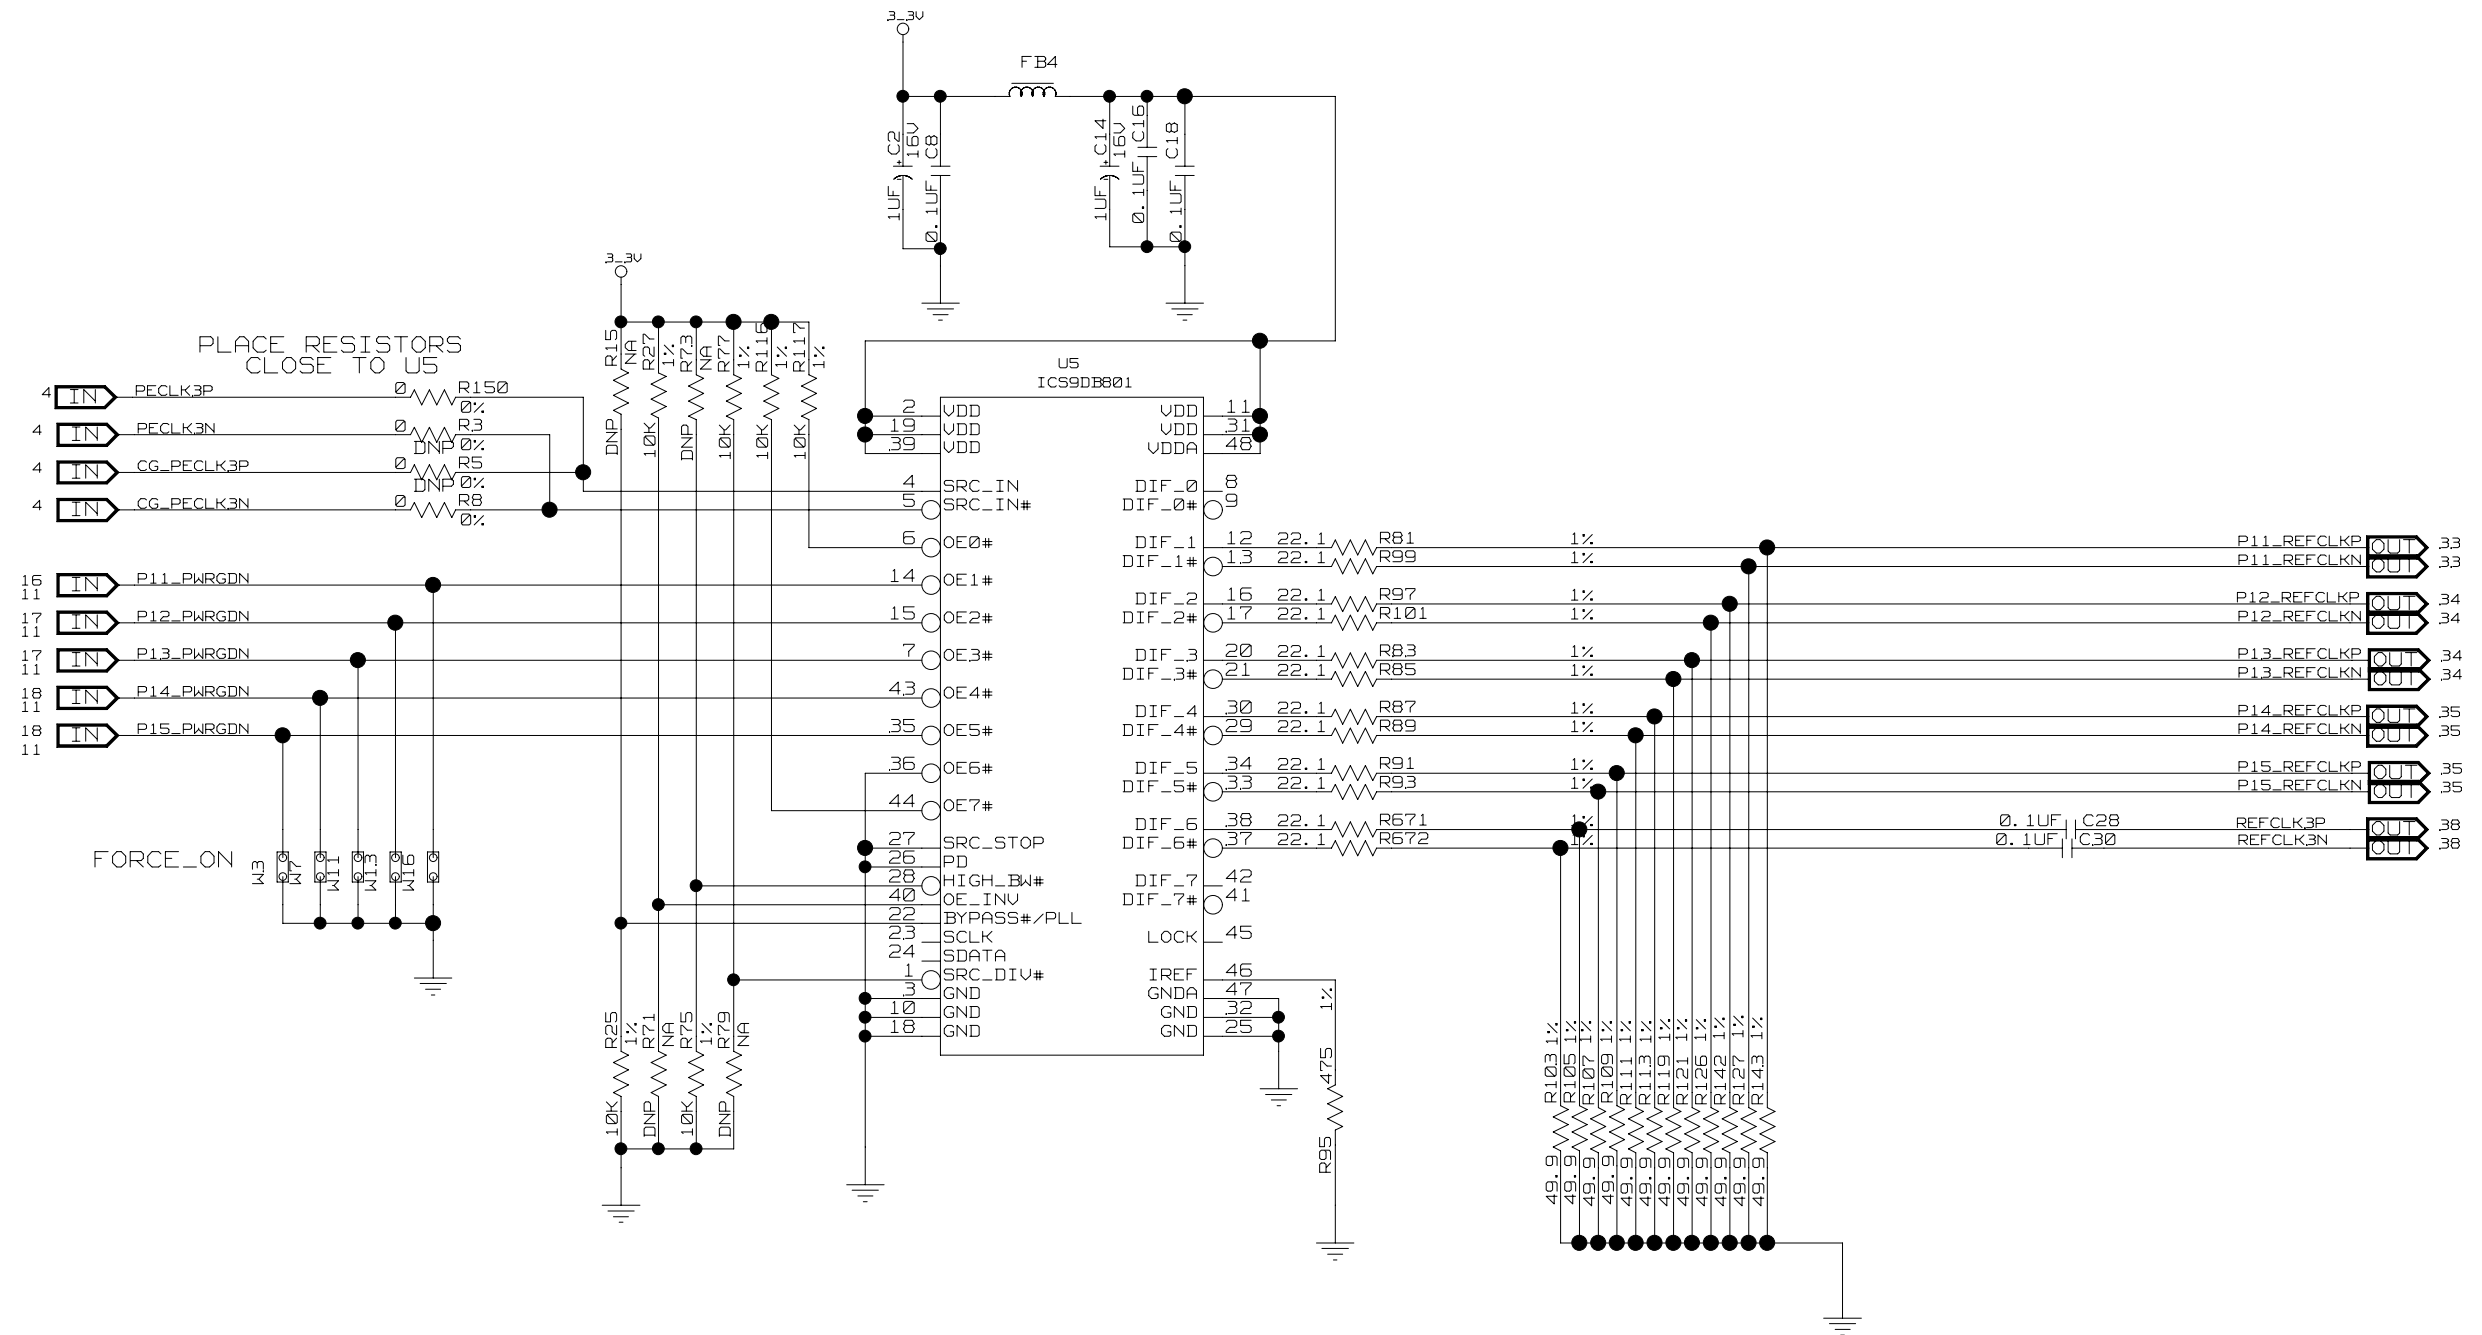 3_3V
FB4
C2
16V
1UF
C8
0.1UF
C14
16V
1UF
C16
0.1UF
C18
0.1UF
3_3V
PLACE RESISTORS
CLOSE TO U5
4 IN PECLK3P 0 R150 0%
4 IN PECLK3N 0 R3 DNP 0%
4 IN CG_PECLK3P 0 R5 DNP 0%
4 IN CG_PECLK3N 0 R8 0%
16 11 IN P11_PWRGDN
17 11 IN P12_PWRGDN
17 11 IN P13_PWRGDN
18 11 IN P14_PWRGDN
18 11 IN P15_PWRGDN
FORCE_ON
W3
W7
W11
W13
W16
R15 NA DNP
R27 1% 10K
R73 NA DNP
R77 1% 10K
R116 1% 10K
R117 1% 10K
R25 1% 10K
R71 NA DNP
R75 1% 10K
R79 NA DNP
U5
ICS9DB801
2 VDD
19 VDD
39 VDD
4 SRC_IN
5 SRC_IN#
6 OE0#
14 OE1#
15 OE2#
7 OE3#
43 OE4#
35 OE5#
36 OE6#
44 OE7#
27 SRC_STOP
26 PD
28 HIGH_BW#
40 OE_INV
22 BYPASS#/PLL
23 SCLK
24 SDATA
1 SRC_DIV#
3 GND
10 GND
18 GND
VDD 11
VDD 31
VDDA 48
DIF_0 8
DIF_0# 9
DIF_1 12 22.1 R81 1% P11_REFCLKP OUT 33
DIF_1# 13 22.1 R99 1% P11_REFCLKN OUT 33
DIF_2 16 22.1 R97 1% P12_REFCLKP OUT 34
DIF_2# 17 22.1 R101 1% P12_REFCLKN OUT 34
DIF_3 20 22.1 R83 1% P13_REFCLKP OUT 34
DIF_3# 21 22.1 R85 1% P13_REFCLKN OUT 34
DIF_4 30 22.1 R87 1% P14_REFCLKP OUT 35
DIF_4# 29 22.1 R89 1% P14_REFCLKN OUT 35
DIF_5 34 22.1 R91 1% P15_REFCLKP OUT 35
DIF_5# 33 22.1 R93 1% P15_REFCLKN OUT 35
DIF_6 38 22.1 R671 1% 0.1UF C28 REFCLK3P OUT 38
DIF_6# 37 22.1 R672 1% 0.1UF C30 REFCLK3N OUT 38
DIF_7 42
DIF_7# 41
LOCK 45
IREF 46
GNDA 47
GND 32
GND 25
1%
475
R95
R103 1% 49.9
R105 1% 49.9
R107 1% 49.9
R109 1% 49.9
R111 1% 49.9
R113 1% 49.9
R119 1% 49.9
R121 1% 49.9
R126 1% 49.9
R142 1% 49.9
R127 1% 49.9
R143 1% 49.9